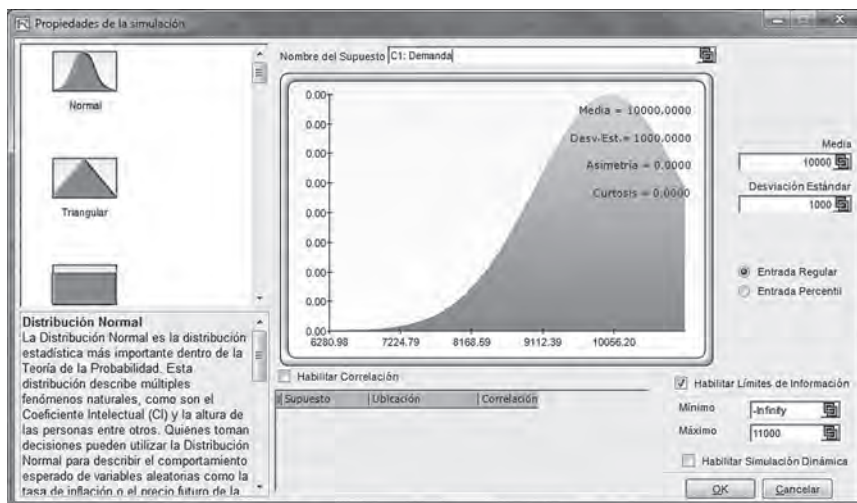 Propiedades de la simulación
Normal
Triangular
Distribución Normal
La Distribución Normal es la distribución
estadística más importante dentro de la
Teoría de la Probabilidad. Esta
distribución describe múltiples
fenómenos naturales, como son el
Coeficiente Intelectual (CI) y la altura de
las personas entre otros. Quiénes toman
decisiones pueden utilizar la Distribución
Normal para describir el comportamiento
esperado de variables aleatorias como la
tasa de inflación o el precio futuro de la
Nombre del Supuesto C1: Demanda
0.00
0.00
0.00
0.00
0.00
0.00
0.00
0.00
0.00
6280.98 7224.79 8168.59 9112.39 10056.20
Media = 10000.0000
Desv.Est.= 1000.0000
Asimetría = 0.0000
Curtosis = 0.0000
Media
10000
Desviación Estándar
1000
Entrada Regular
Entrada Percentil
Habilitar Correlación
Supuesto Ubicación Correlación
Habilitar Límites de Información
Mínimo -Infinity
Máximo 11000
Habilitar Simulación Dinámica
OK Cancelar